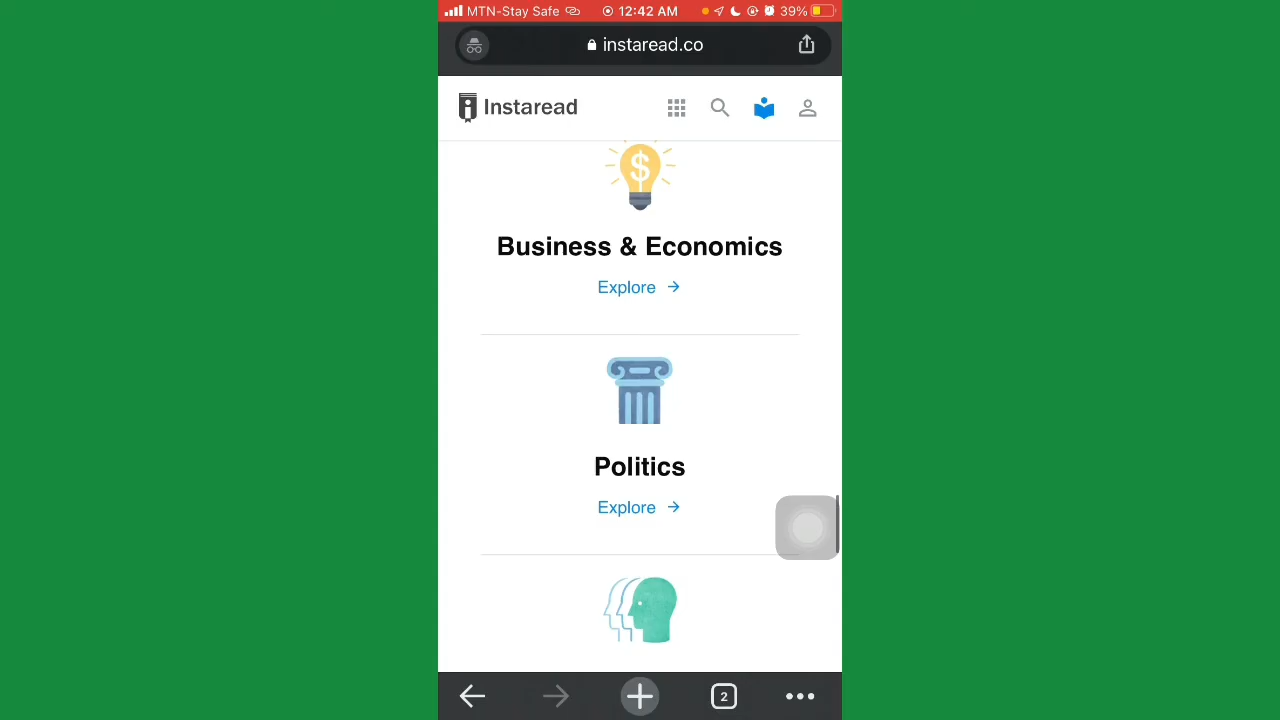 MTN-Stay Safe 12:42 AM 39%
instaread.co
Instaread
$
Business & Economics
Explore →
Politics
Explore →
2